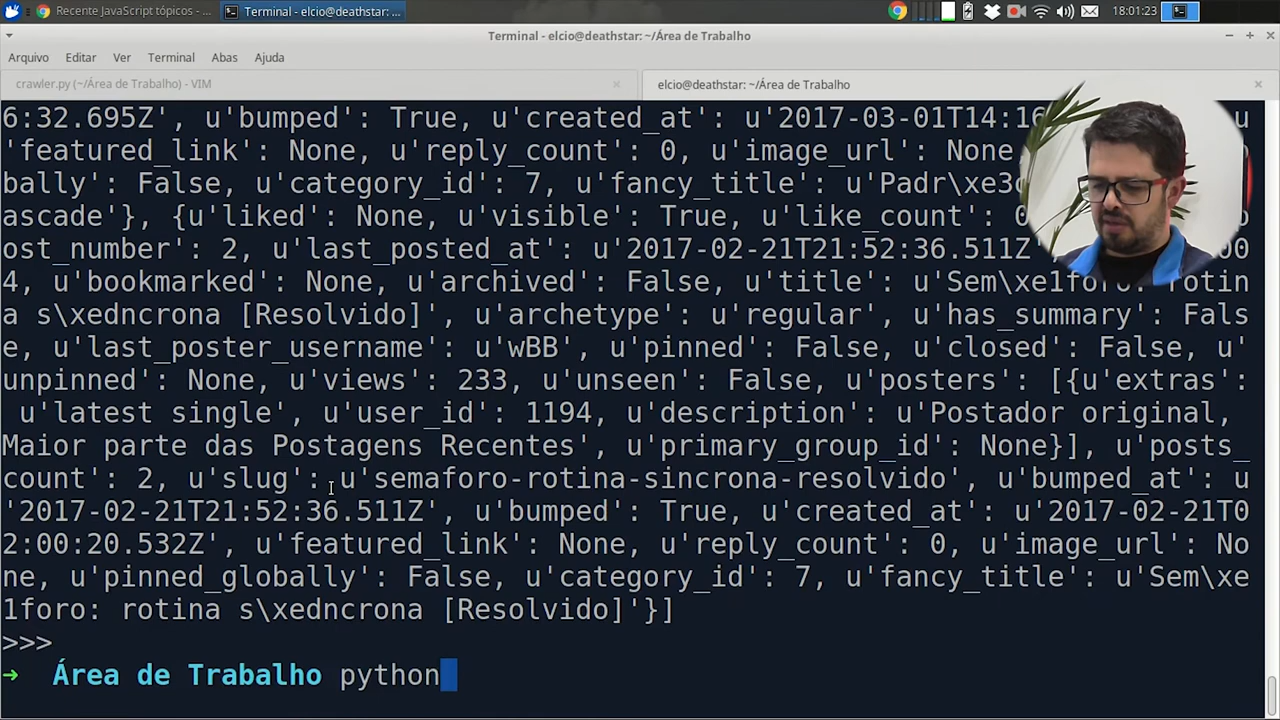 Recente JavaScript tópicos - ...
Terminal - elcio@deathstar: ...
18:01:23
Terminal - elcio@deathstar: ~/Área de Trabalho
Arquivo Editar Ver Terminal Abas Ajuda
crawler.py (~/Área de Trabalho) - VIM
elcio@deathstar: ~/Área de Trabalho
6:32.695Z', u'bumped': True, u'created_at': u'2017-03-01T14:16 u
'featured_link': None, u'reply_count': 0, u'image_url': None
bally': False, u'category_id': 7, u'fancy_title': u'Padr\xe3
ascade'}, {u'liked': None, u'visible': True, u'like_count': o
ost_number': 2, u'last_posted_at': u'2017-02-21T21:52:36.511Z 00
4, u'bookmarked': None, u'archived': False, u'title': u'Sem\xe1foro: rotin
a s\xedncrona [Resolvido]', u'archetype': u'regular', u'has_summary': Fals
e, u'last_poster_username': u'wBB', u'pinned': False, u'closed': False, u'
unpinned': None, u'views': 233, u'unseen': False, u'posters': [{u'extras':
u'latest single', u'user_id': 1194, u'description': u'Postador original,
Maior parte das Postagens Recentes', u'primary_group_id': None}], u'posts_
count': 2, u'slug': u'semaforo-rotina-sincrona-resolvido', u'bumped_at': u
'2017-02-21T21:52:36.511Z', u'bumped': True, u'created_at': u'2017-02-21T0
2:00:20.532Z', u'featured_link': None, u'reply_count': 0, u'image_url': No
ne, u'pinned_globally': False, u'category_id': 7, u'fancy_title': u'Sem\xe
1foro: rotina s\xedncrona [Resolvido]'}]
>>>
→ Área de Trabalho python